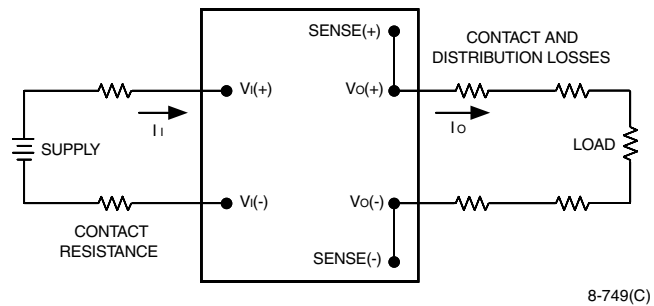 SENSE(+)
CONTACT AND
DISTRIBUTION LOSSES
VI(+)
VO(+)
II
IO
SUPPLY
LOAD
VI(-)
VO(-)
CONTACT
RESISTANCE
SENSE(-)
8-749(C)